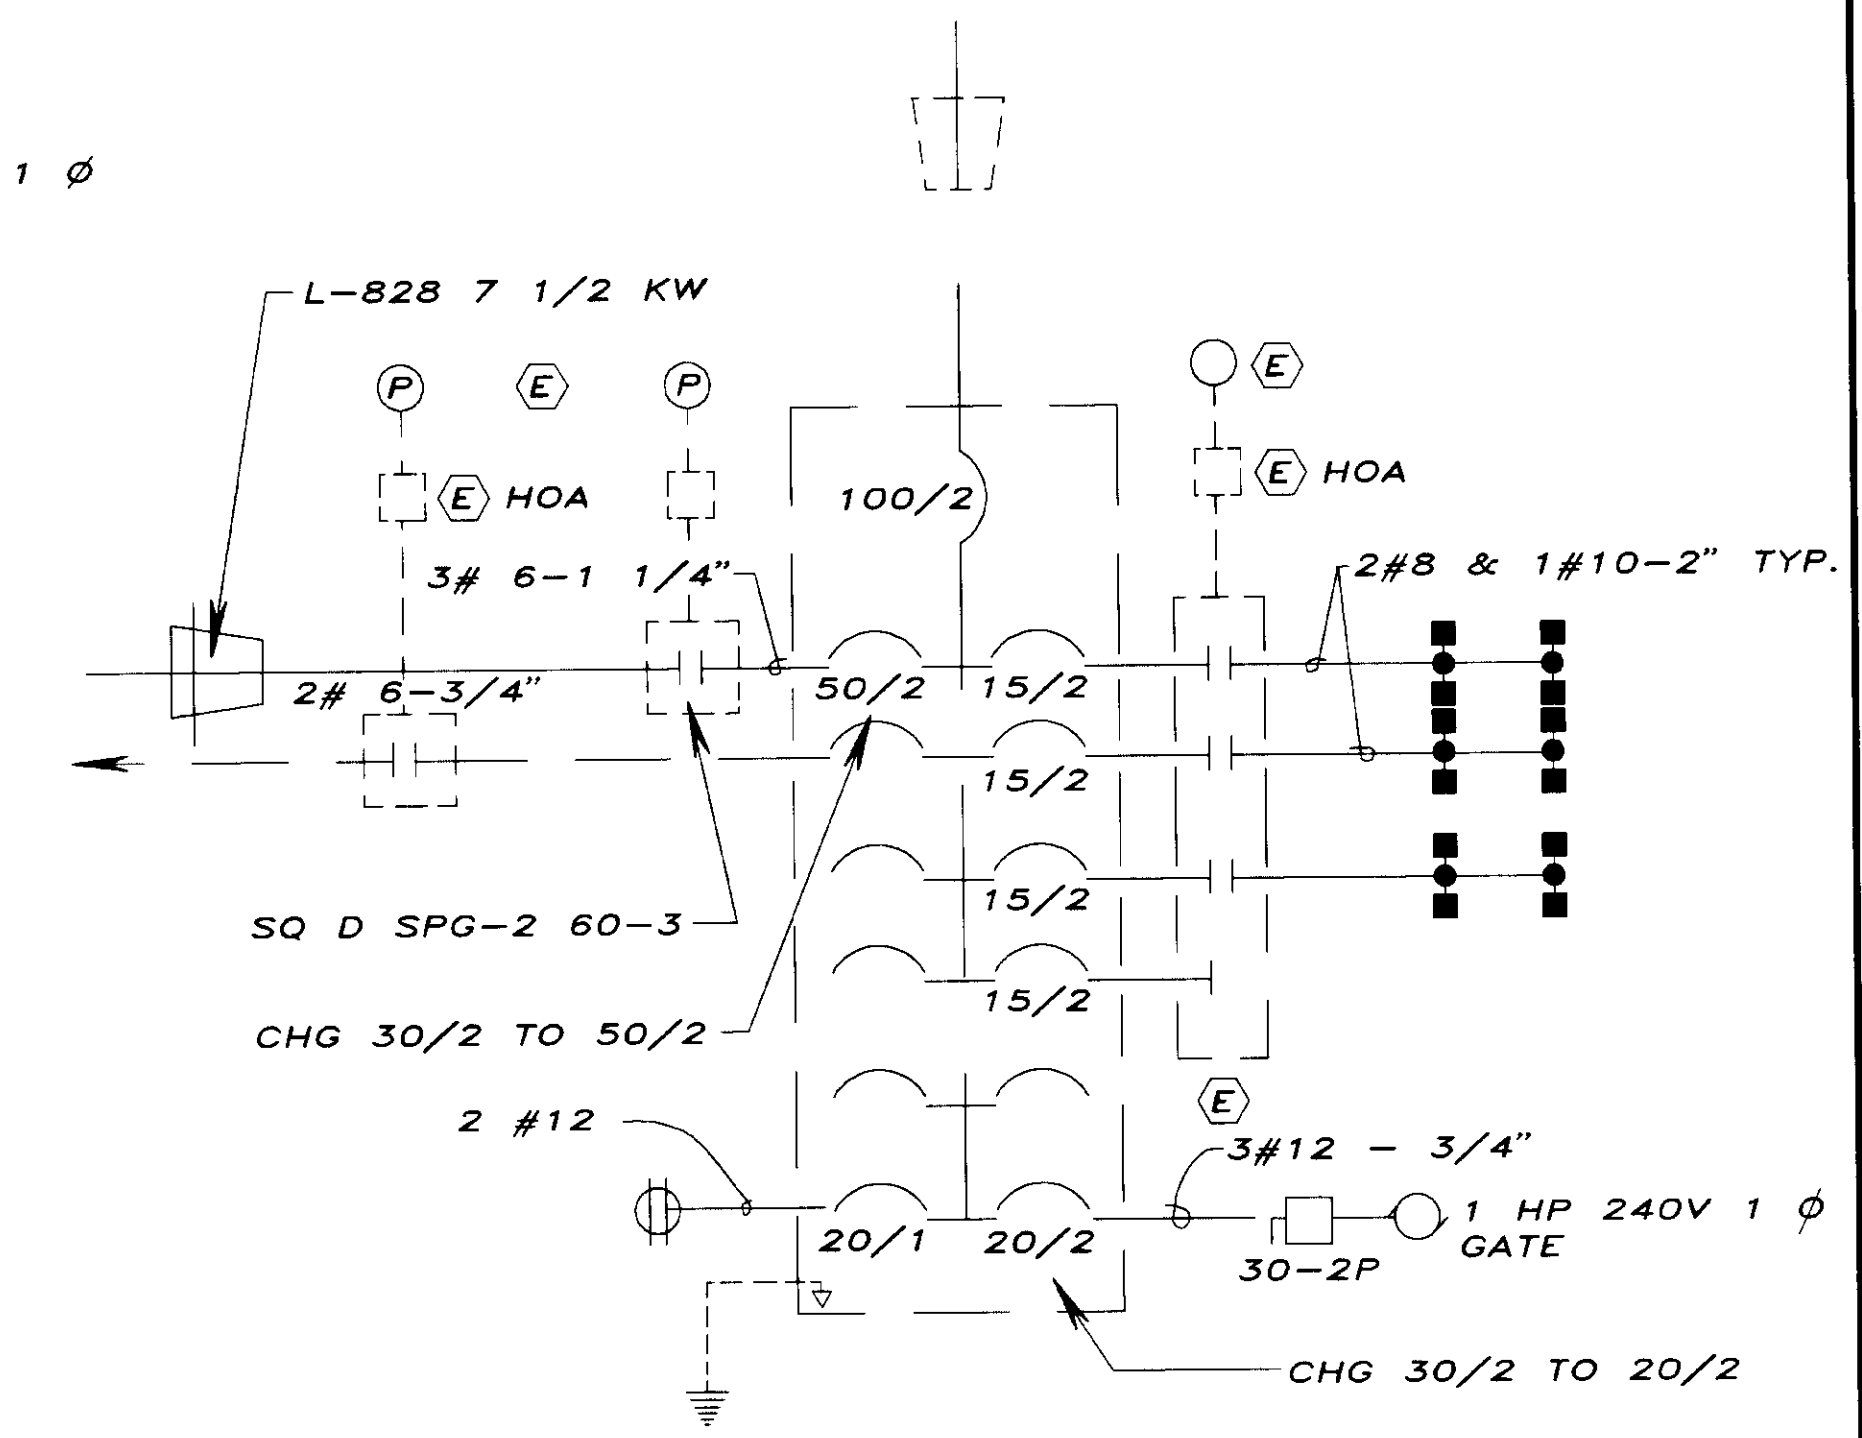 1 Ø
L-828 7 1/2 KW
P
E
P
E
E HOA
100/2
E HOA
3# 6-1 1/4"
2#8 & 1#10-2" TYP.
2# 6-3/4"
50/2
15/2
15/2
15/2
SQ D SPG-2 60-3
15/2
CHG 30/2 TO 50/2
E
2 #12
3#12 - 3/4"
20/1
20/2
1 HP 240V 1 Ø
GATE
30-2P
CHG 30/2 TO 20/2